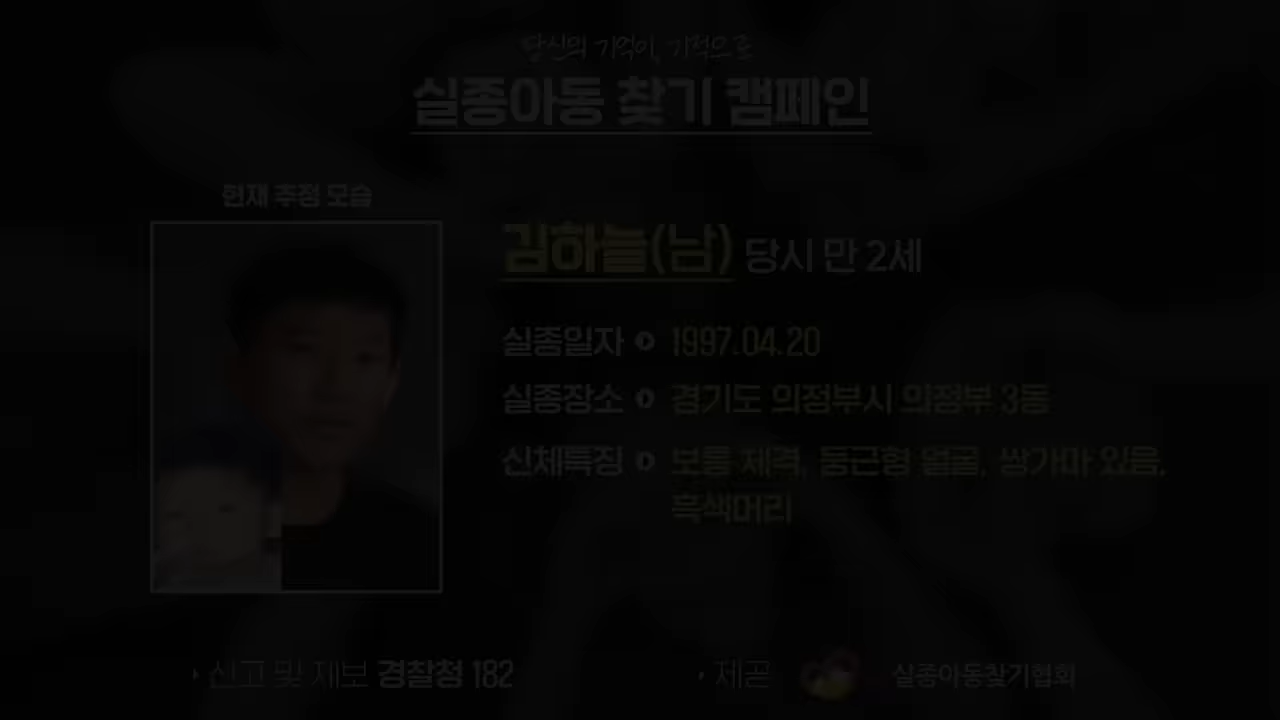 당신의 기억이, 기적으로
실종아동 찾기 캠페인
현재 추정 모습
김하늘(남) 당시 만 2세
실종일자 1997.04.20
실종장소 경기도 의정부시 의정부 3동
신체특징 보통 체격, 둥근형 얼굴, 쌍가마 있음,
흑색머리
신고 및 제보 경찰청 182
제공 실종아동찾기협회